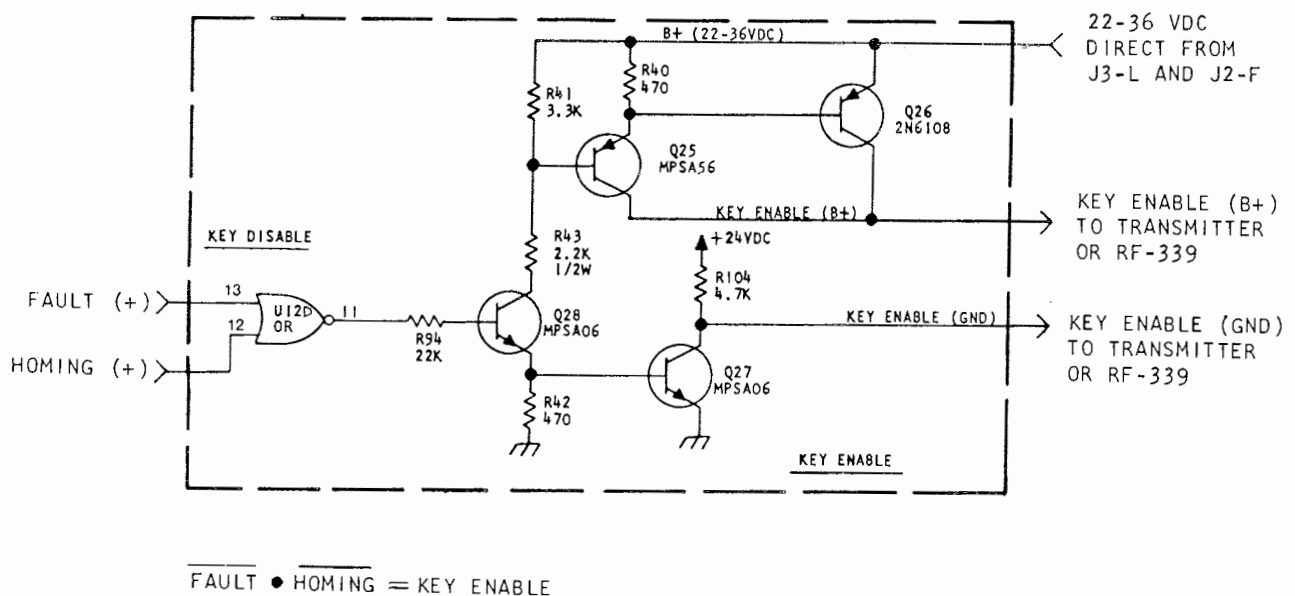 22-36 VDC
DIRECT FROM
J3-L AND J2-F
B+ (22-36VDC)
R40
470
R41
3.3K
Q26
2N6108
Q25
MPSA56
KEY ENABLE (B+)
KEY ENABLE (B+)
TO TRANSMITTER
OR RF-339
KEY DISABLE
+24VDC
R43
2.2K
1/2W
R104
4.7K
FAULT (+)
13
U12D
OR
11
12
R94
22K
Q28
MPSA06
KEY ENABLE (GND)
KEY ENABLE (GND)
TO TRANSMITTER
OR RF-339
HOMING (+)
Q27
MPSA06
R42
470
KEY ENABLE
FAULT • HOMING = KEY ENABLE